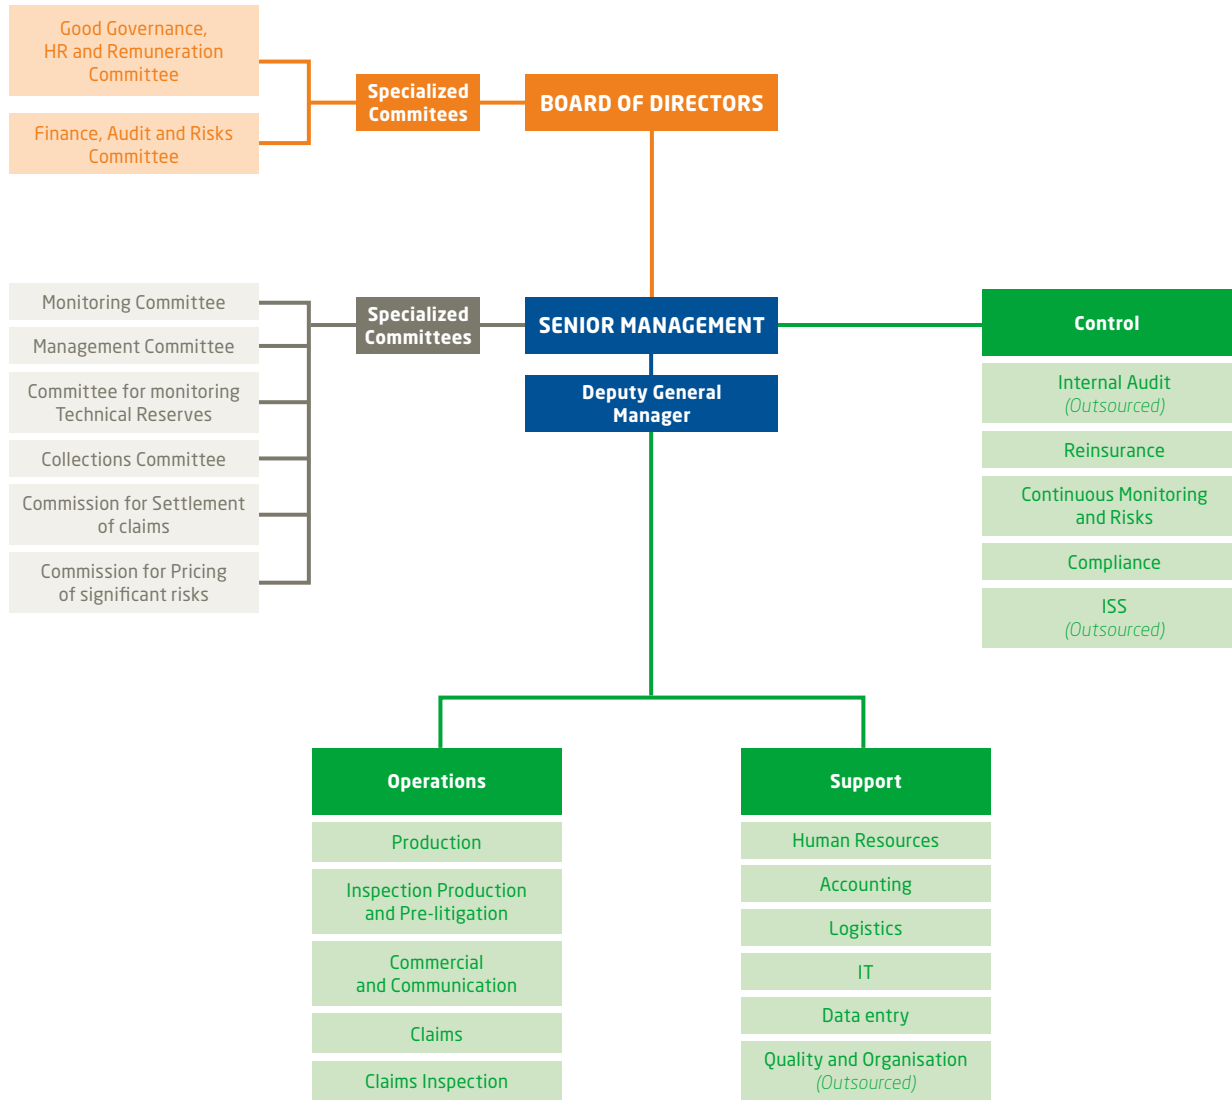 Good Governance,
HR and Remuneration
Committee
Finance, Audit and Risks
Committee
Specialized
Commitees
BOARD OF DIRECTORS
Monitoring Committee
Management Committee
Committee for monitoring
Technical Reserves
Collections Committee
Commission for Settlement
of claims
Commission for Pricing
of significant risks
Specialized
Committees
SENIOR MANAGEMENT
Deputy General
Manager
Control
Internal Audit
(Outsourced)
Reinsurance
Continuous Monitoring
and Risks
Compliance
ISS
(Outsourced)
Operations
Production
Inspection Production
and Pre-litigation
Commercial
and Communication
Claims
Claims Inspection
Support
Human Resources
Accounting
Logistics
IT
Data entry
Quality and Organisation
(Outsourced)